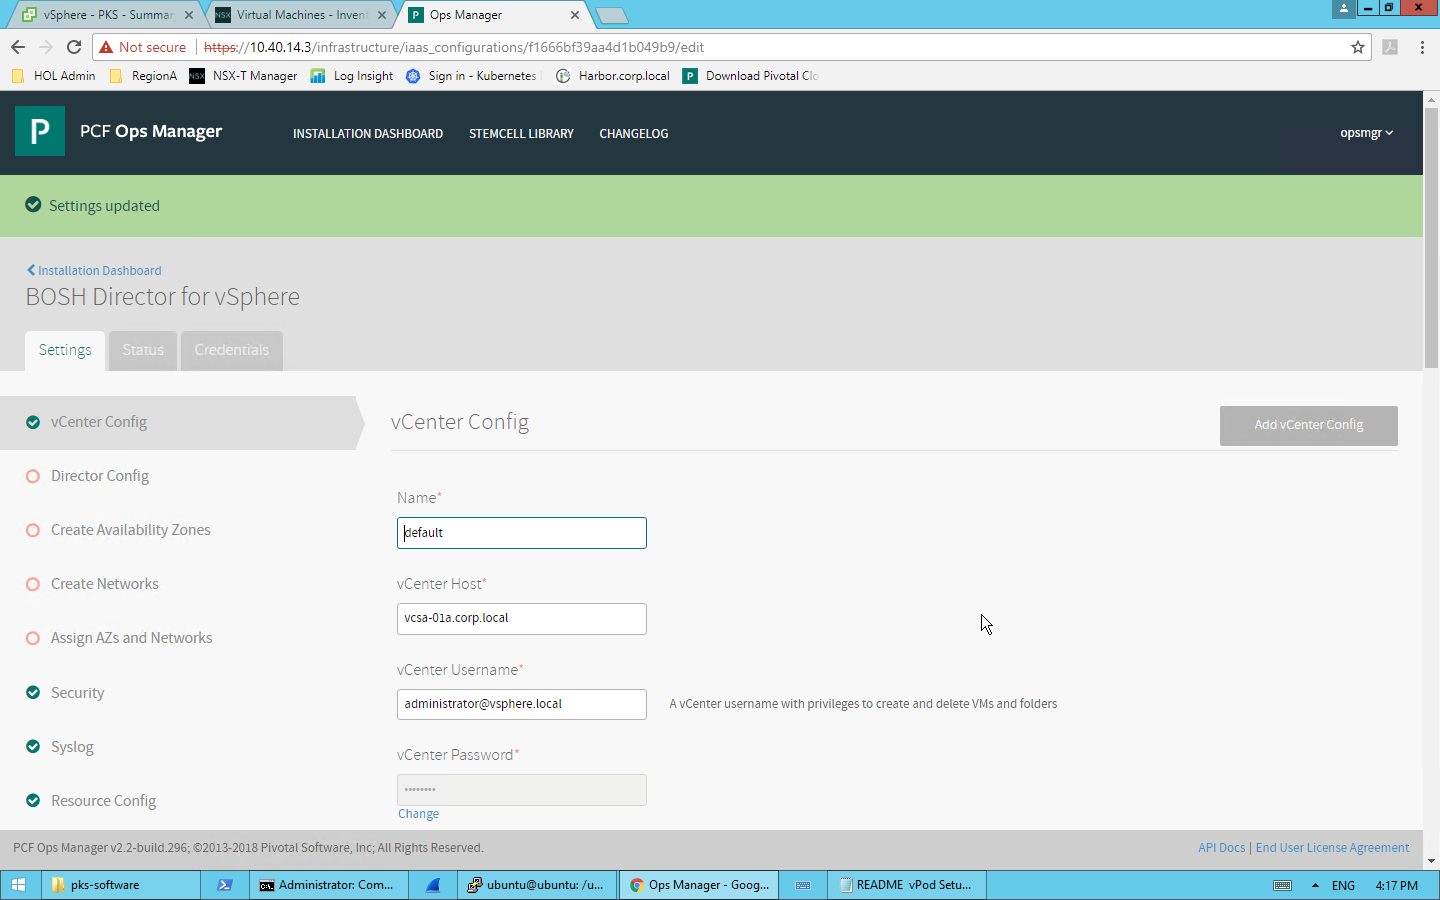 vSphere - PKS - Summar
NSX Virtual Machines - Invent
Ops Manager
Not secure https://10.40.14.3/infrastructure/iaas_configurations/f1666bf39aa4d1b049b9/edit
HOL Admin RegionA NSX NSX-T Manager Log Insight Sign in - Kubernetes Harbor.corp.local P Download Pivotal Clo
P PCF Ops Manager INSTALLATION DASHBOARD STEMCELL LIBRARY CHANGELOG opsmgr
Settings updated
Installation Dashboard
BOSH Director for vSphere
Settings Status Credentials
vCenter Config
Director Config
Create Availability Zones
Create Networks
Assign AZs and Networks
Security
Syslog
Resource Config
vCenter Config
Add vCenter Config
Name*
default
vCenter Host*
vcsa-01a.corp.local
vCenter Username*
administrator@vsphere.local
A vCenter username with privileges to create and delete VMs and folders
vCenter Password*
••••••••
Change
PCF Ops Manager v2.2-build.296; ©2013-2018 Pivotal Software, Inc; All Rights Reserved.
API Docs | End User License Agreement
pks-software Administrator: Com... ubuntu@ubuntu: /u... Ops Manager - Goog... README vPod Setu... ENG 4:17 PM